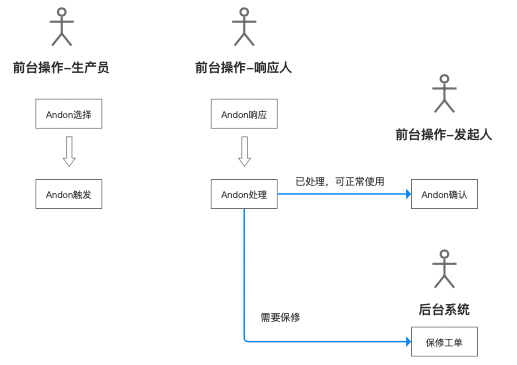 前台操作-生产员
前台操作-响应人
Andon选择
Andon响应
前台操作-发起人
Andon触发
Andon处理
已处理，可正常使用
Andon确认
后台系统
需要保修
保修工单